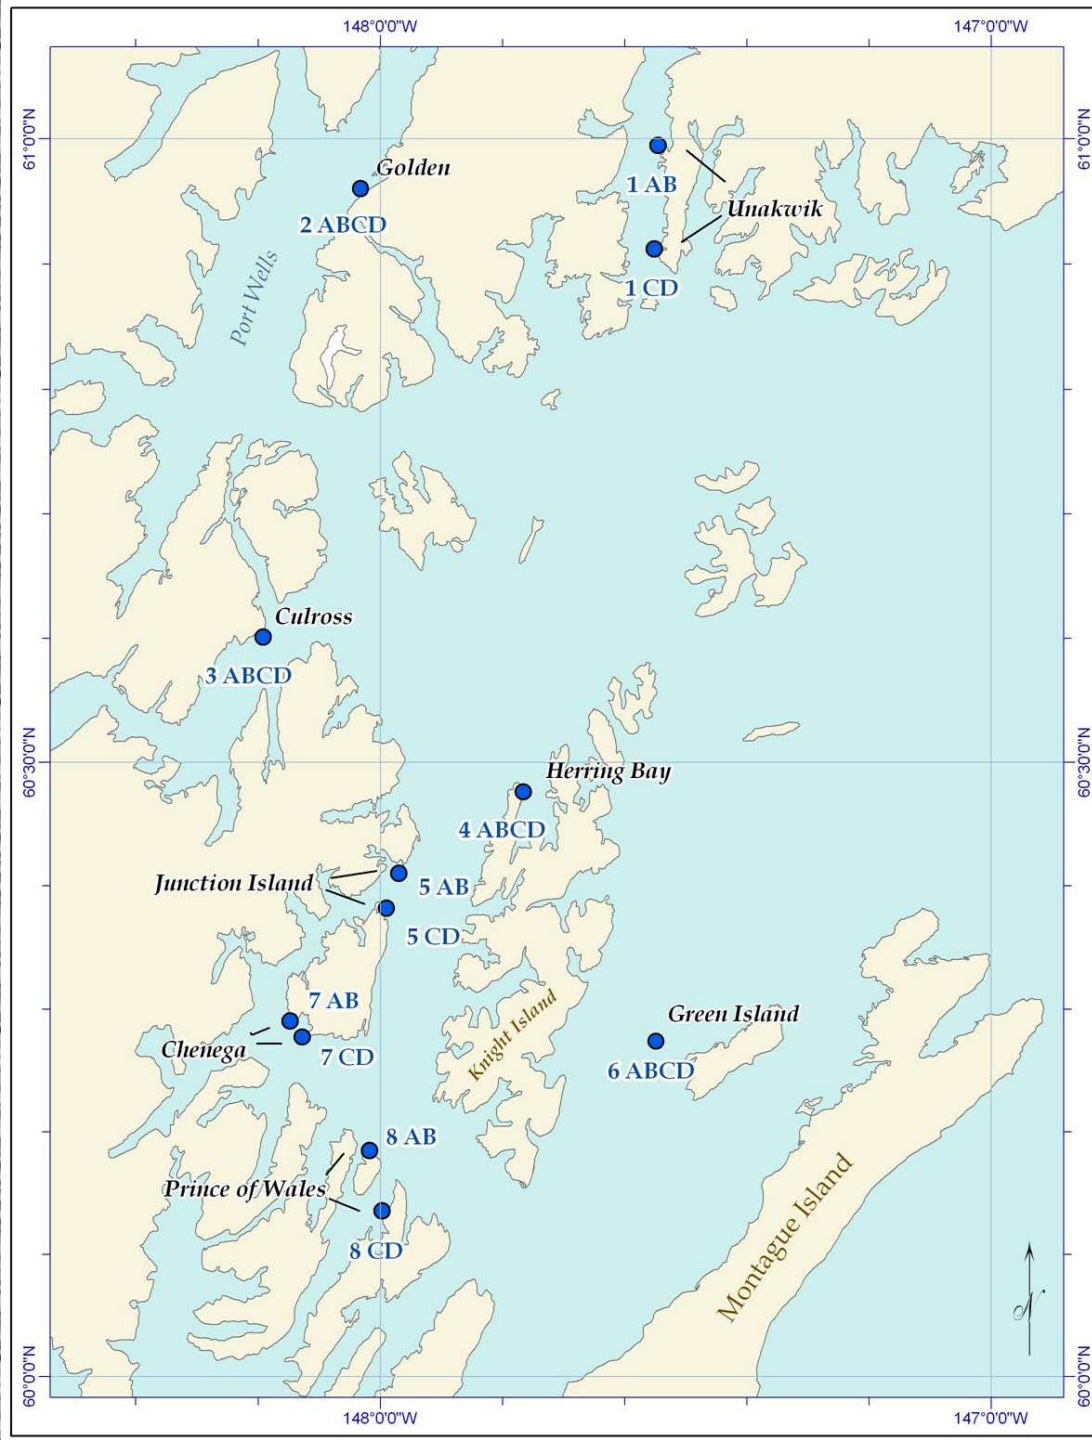 148°0'0"W
147°0'0"W
61°0'0"N
61°0'0"N
Golden
2 ABCD
1 AB
Unakwik
1 CD
Port Wells
Culross
3 ABCD
60°30'0"N
60°30'0"N
Herring Bay
4 ABCD
Junction Island
5 AB
5 CD
7 AB
Chenega
7 CD
Knight Island
Green Island
6 ABCD
8 AB
Prince of Wales
8 CD
Montague Island
N
60°0'0"N
60°0'0"N
148°0'0"W
147°0'0"W